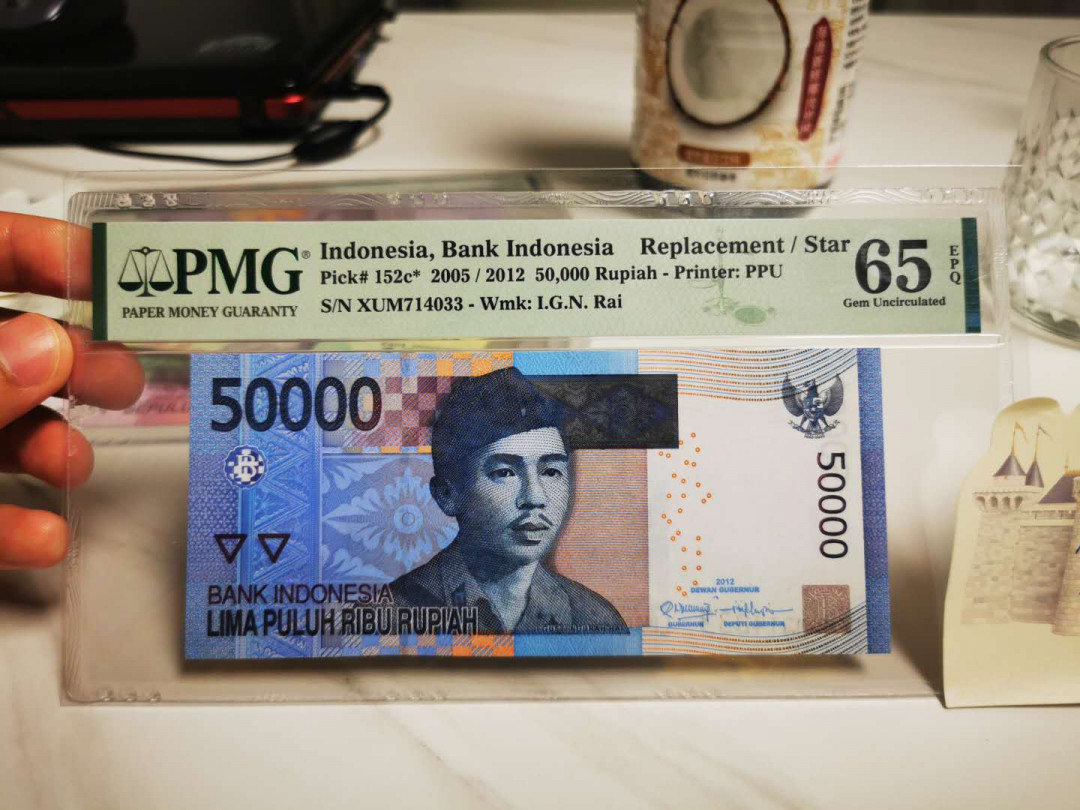 PMG®
PAPER MONEY GUARANTY
Indonesia, Bank Indonesia Replacement / Star
Pick# 152c* 2005 / 2012 50,000 Rupiah - Printer: PPU
S/N XUM714033 - Wmk: I.G.N. Rai
65
EPQ
Gem Uncirculated
50000
50000
BANK INDONESIA
LIMA PULUH RIBU RUPIAH
2012
DEWAN GUBERNUR
GUBERNUR DEPUTI GUBERNUR